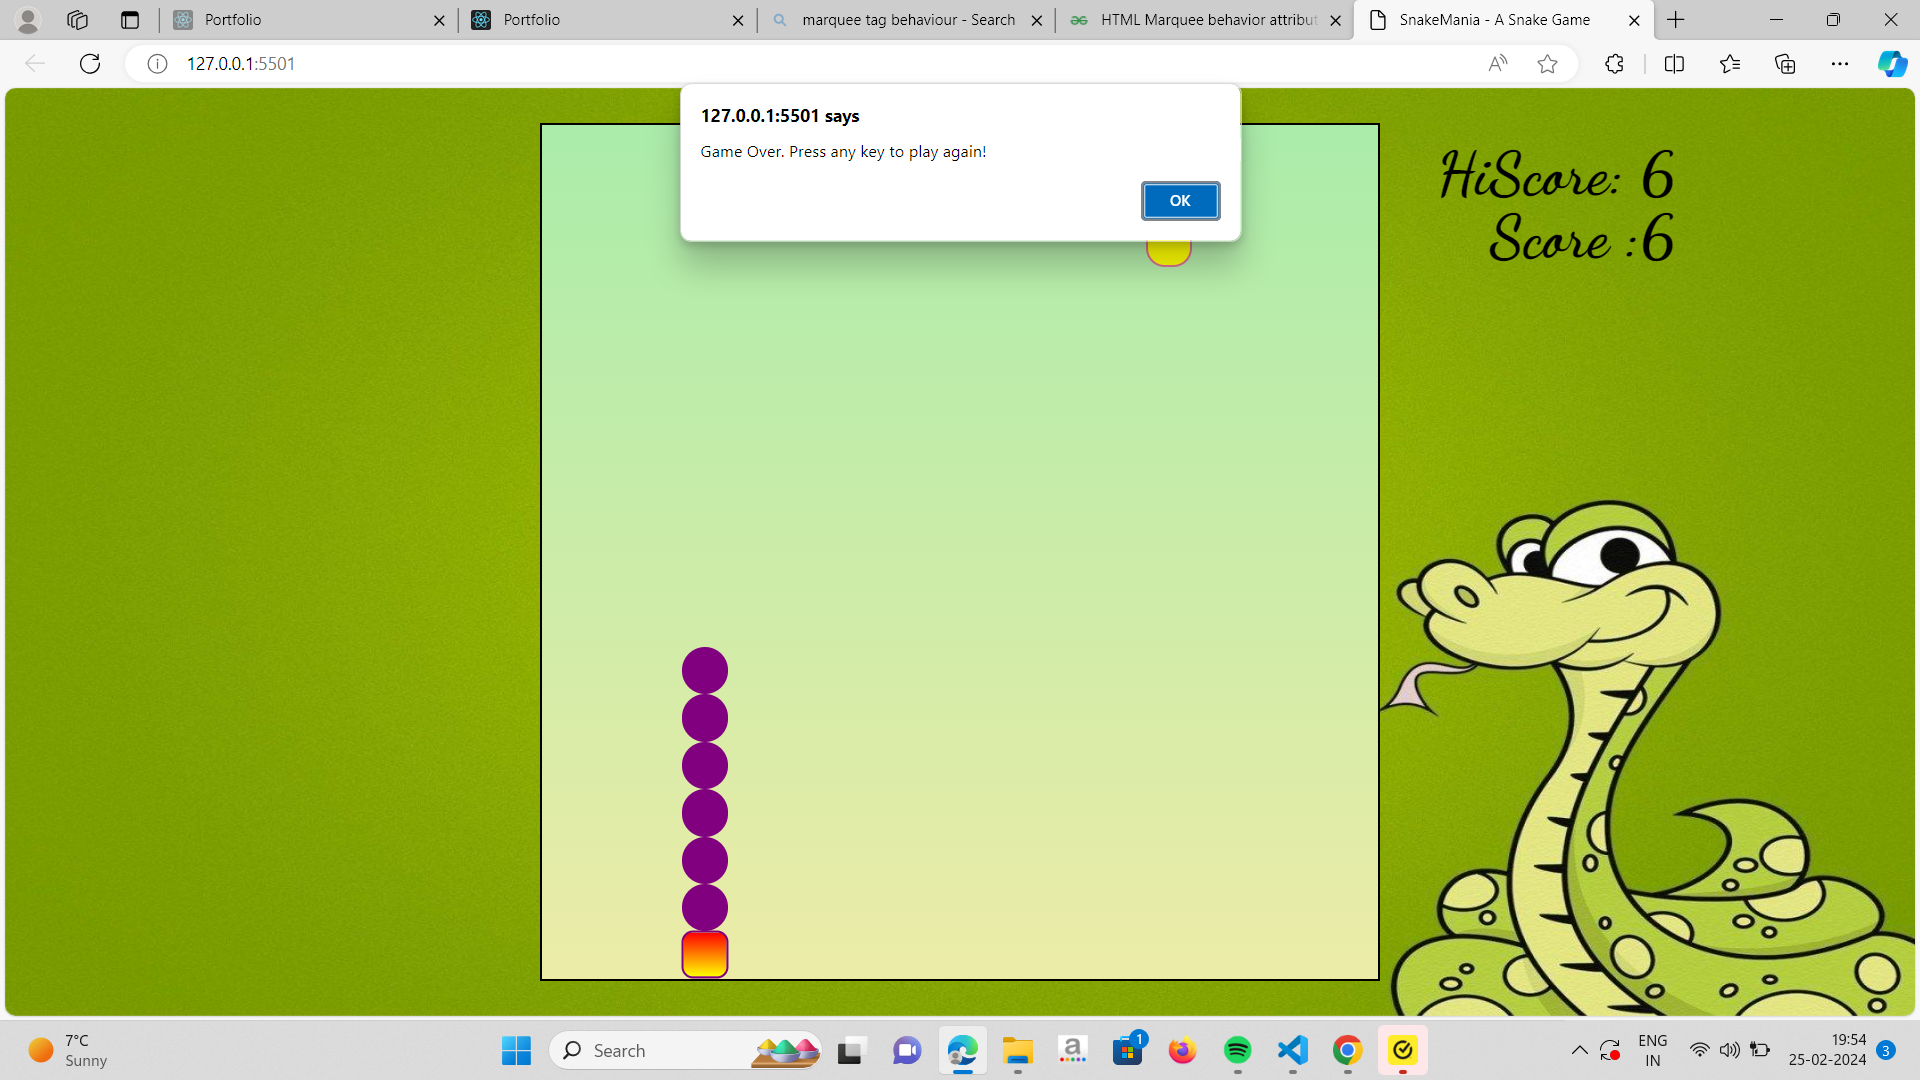 Portfolio
Portfolio
marquee tag behaviour - Search
HTML Marquee behavior attribut
SnakeMania - A Snake Game
127.0.0.1:5501
127.0.0.1:5501 says
Game Over. Press any key to play again!
OK
HiScore: 6
Score :6
7°C
Sunny
Search
a
1
ENG
IN
19:54
25-02-2024
3